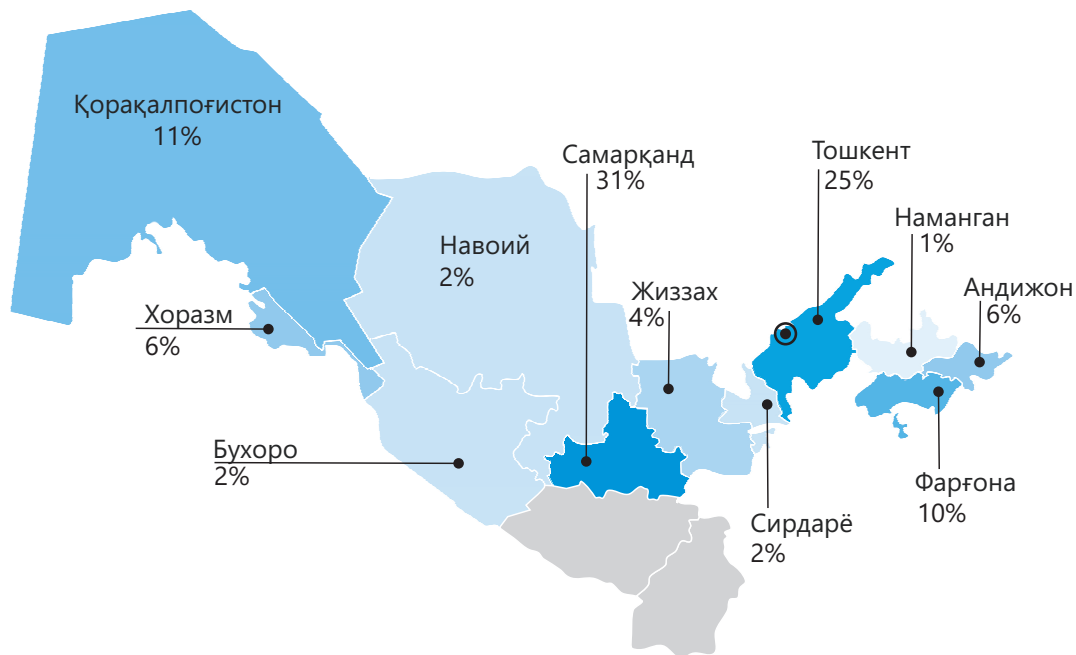 Қорақалпоғистон
11%
Самарқанд
31%
Тошкент
25%
Наманган
1%
Навоий
2%
Андижон
6%
Жиззах
4%
Хоразм
6%
Бухоро
2%
Фарғона
10%
Сирдарё
2%